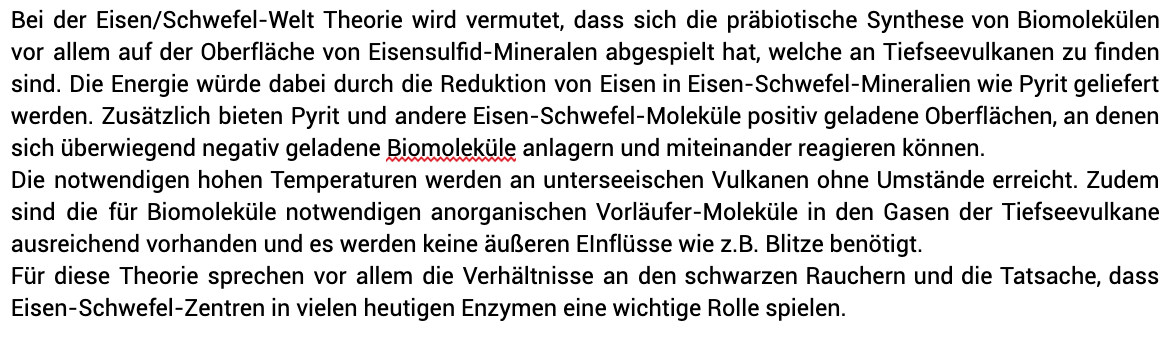 Bei der Eisen/Schwefel-Welt Theorie wird vermutet, dass sich die präbiotische Synthese von Biomolekülen
vor allem auf der Oberfläche von Eisensulfid-Mineralen abgespielt hat, welche an Tiefseevulkanen zu finden
sind. Die Energie würde dabei durch die Reduktion von Eisen in Eisen-Schwefel-Mineralien wie Pyrit geliefert
werden. Zusätzlich bieten Pyrit und andere Eisen-Schwefel-Moleküle positiv geladene Oberflächen, an denen
sich überwiegend negativ geladene Biomoleküle anlagern und miteinander reagieren können.
Die notwendigen hohen Temperaturen werden an unterseeischen Vulkanen ohne Umstände erreicht. Zudem
sind die für Biomoleküle notwendigen anorganischen Vorläufer-Moleküle in den Gasen der Tiefseevulkane
ausreichend vorhanden und es werden keine äußeren EInflüsse wie z.B. Blitze benötigt.
Für diese Theorie sprechen vor allem die Verhältnisse an den schwarzen Rauchern und die Tatsache, dass
Eisen-Schwefel-Zentren in vielen heutigen Enzymen eine wichtige Rolle spielen.